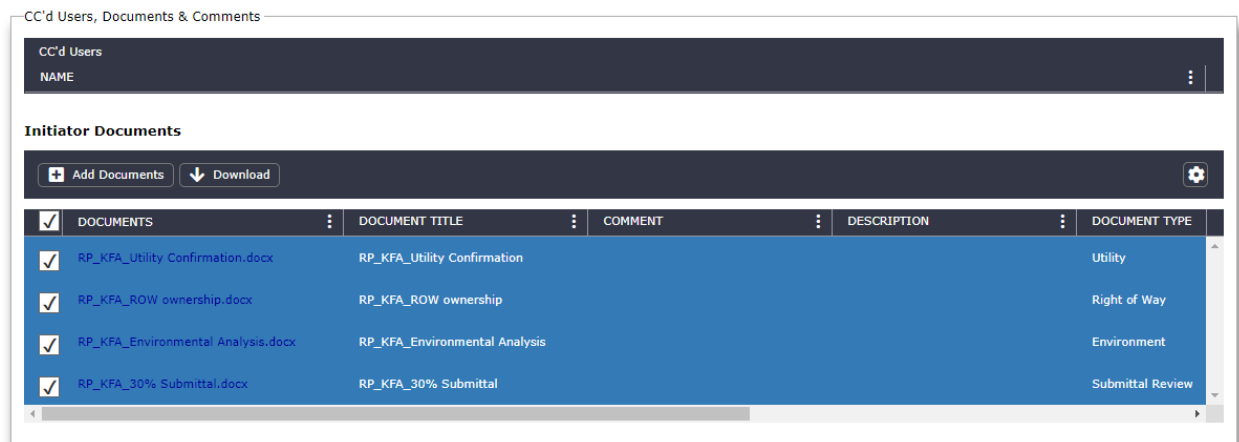 CC'd Users, Documents & Comments
CC'd Users
NAME
Initiator Documents
Add Documents Download
DOCUMENTS DOCUMENT TITLE COMMENT DESCRIPTION DOCUMENT TYPE
RP_KFA_Utility Confirmation.docx RP_KFA_Utility Confirmation Utility
RP_KFA_ROW ownership.docx RP_KFA_ROW ownership Right of Way
RP_KFA_Environmental Analysis.docx RP_KFA_Environmental Analysis Environment
RP_KFA_30% Submittal.docx RP_KFA_30% Submittal Submittal Review